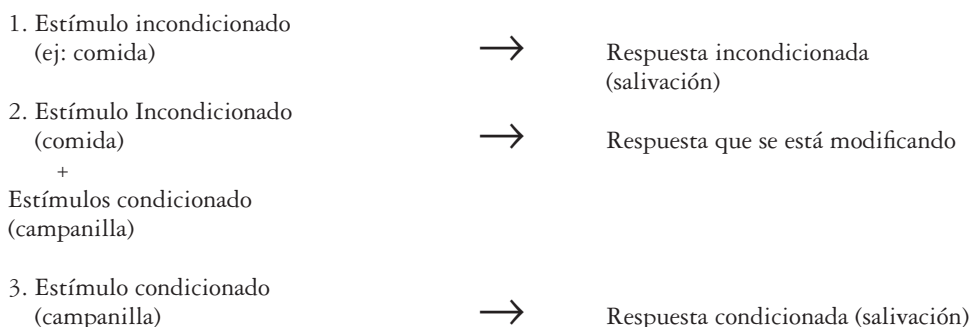 1. Estímulo incondicionado
(ej: comida) → Respuesta incondicionada
(salivación)
2. Estímulo Incondicionado
(comida) → Respuesta que se está modificando
+
Estímulos condicionado
(campanilla)
3. Estímulo condicionado
(campanilla) → Respuesta condicionada (salivación)